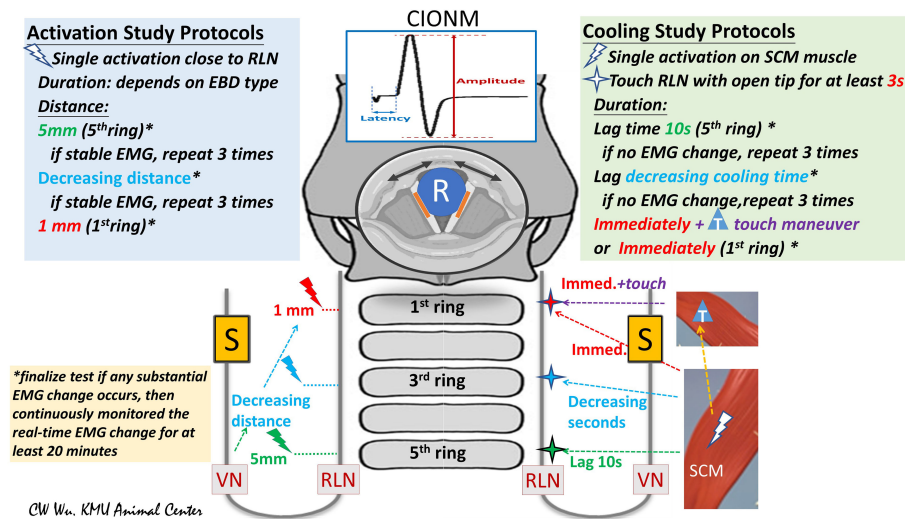 CIONM
Activation Study Protocols
Single activation close to RLN
Duration: depends on EBD type
Distance:
5mm (5thring)*
if stable EMG, repeat 3 times
Decreasing distance*
if stable EMG, repeat 3 times
1 mm (1string)*
Amplitude
Latency
R
Cooling Study Protocols
Single activation on SCM muscle
Touch RLN with open tip for at least 3s
Duration:
Lag time 10s (5th ring) *
if no EMG change, repeat 3 times
Lag decreasing cooling time*
if no EMG change,repeat 3 times
Immediately + T touch maneuver
or Immediately (1st ring) *
1 mm
1st ring
Immed.+touch
T
S
Immed.
S
*finalize test if any substantial
EMG change occurs, then
continuously monitored the
real-time EMG change for at
least 20 minutes
Decreasing
distance
3rd ring
Decreasing
seconds
5mm
5th ring
Lag 10s
SCM
VN
RLN
RLN
VN
CW Wu. KMU Animal Center